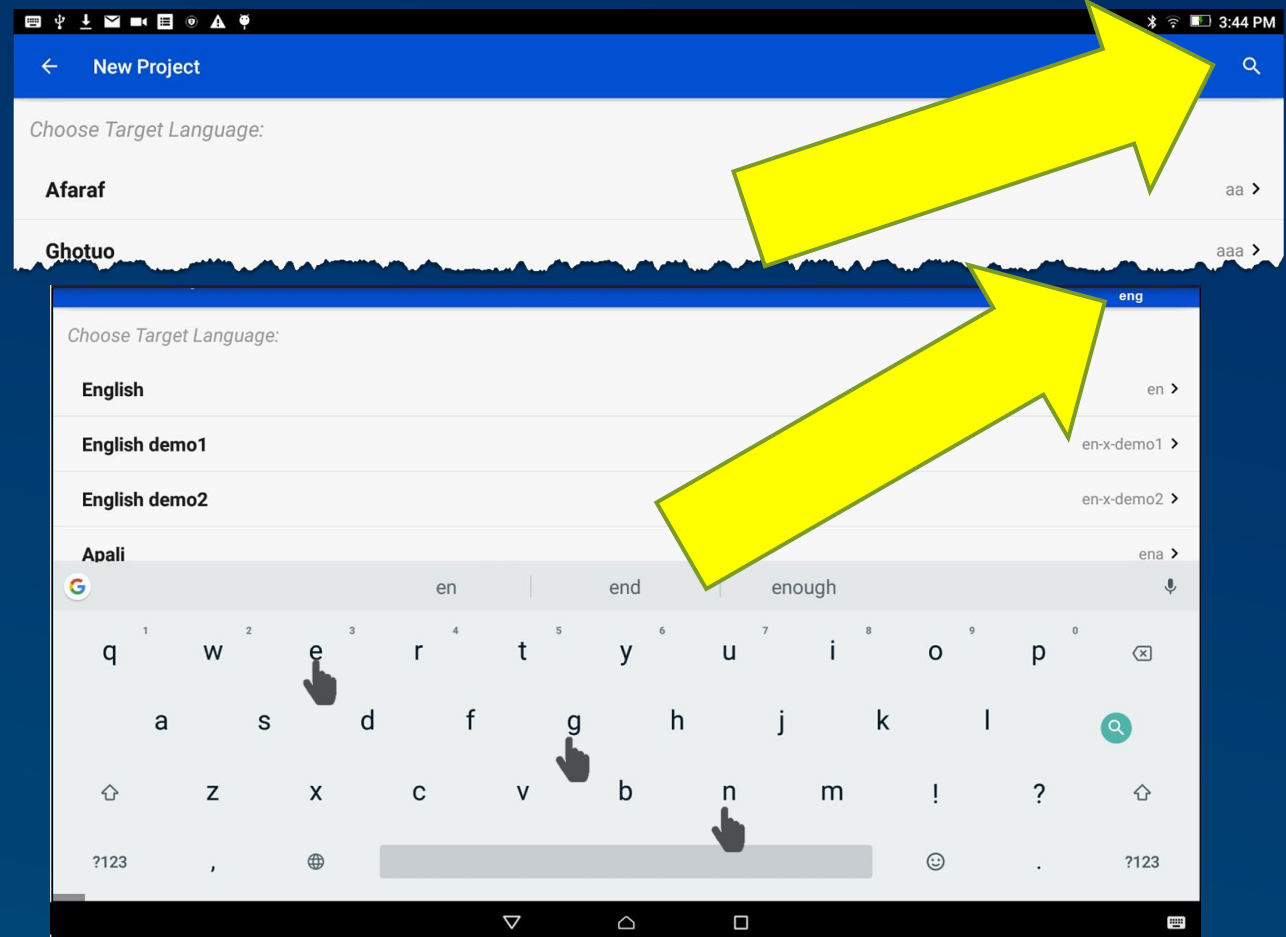 3:44 PM
New Project
Choose Target Language:
Afaraf aa
Ghotuo aaa
eng
Choose Target Language:
English en
English demo1 en-x-demo1
English demo2 en-x-demo2
Apali ena
G en end enough
1 2 3 4 5 6 7 8 9 0
q w e r t y u i o p
a s d f g h j k l
z x c v b n m ! ?
?123 , . ?123